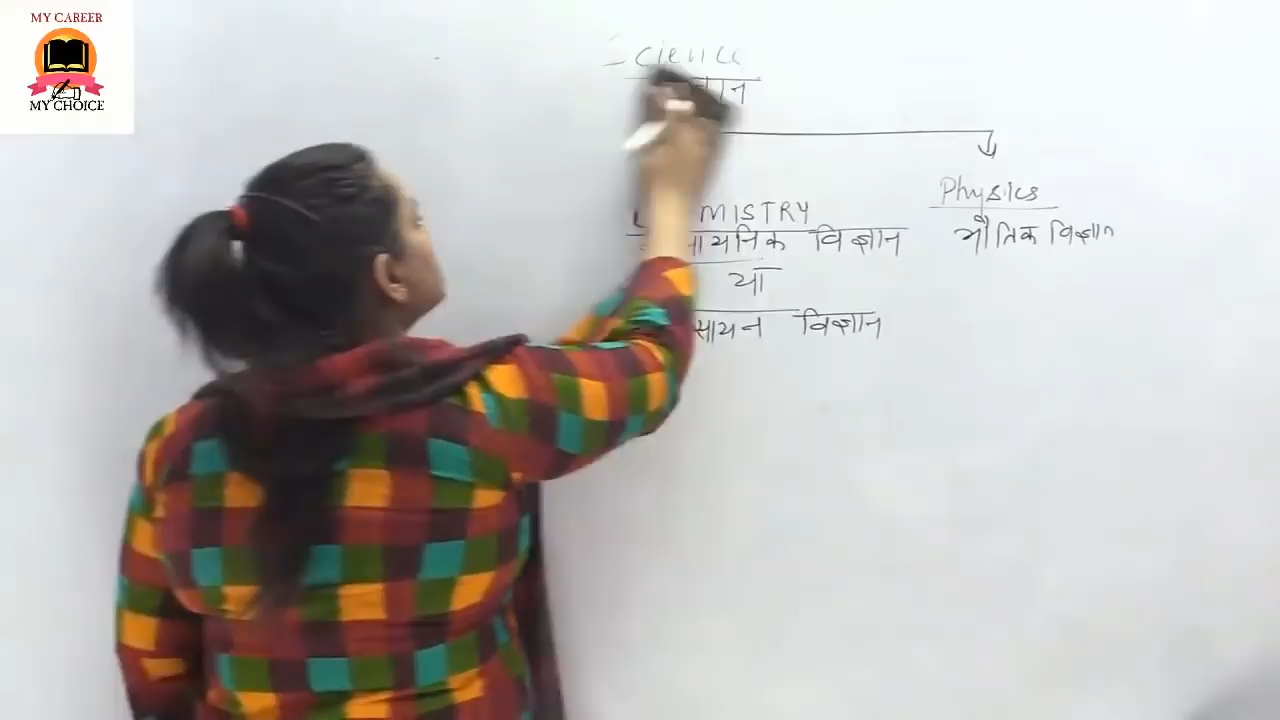 MY CAREER
MY CHOICE
Science
MISTRY
विज्ञान
या
विज्ञान
Physics
भौतिक विज्ञान